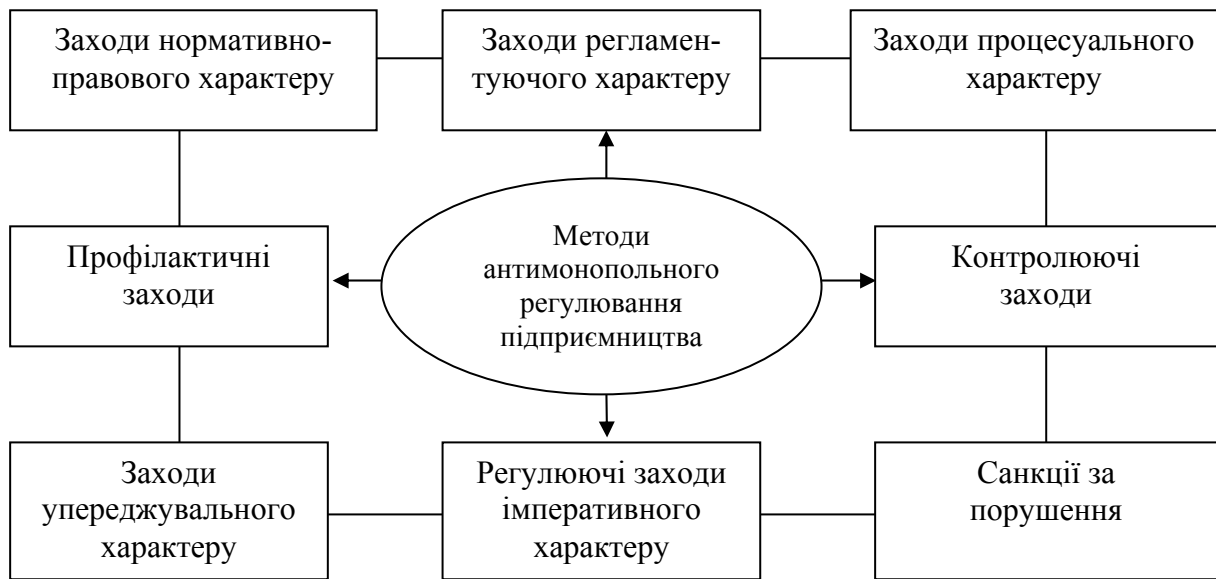 Заходи нормативно-
правового характеру
Заходи регламен-
туючого характеру
Заходи процесуального
характеру
Профілактичні
заходи
Методи
антимонопольного
регулювання
підприємництва
Контролюючі
заходи
Заходи
упереджувального
характеру
Регулюючі заходи
імперативного
характеру
Санкції за
порушення